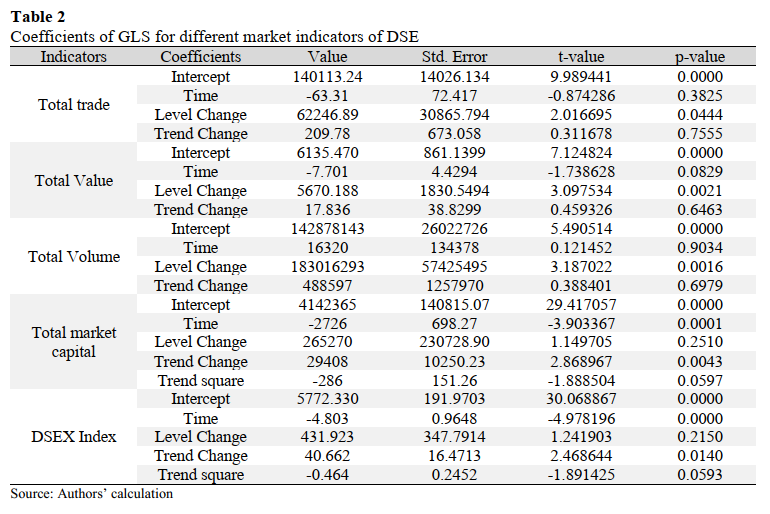 Table 2
Coefficients of GLS for different market indicators of DSE
Indicators Coefficients Value Std. Error t-value p-value
Total trade Intercept 140113.24 14026.134 9.989441 0.0000
Time -63.31 72.417 -0.874286 0.3825
Level Change 62246.89 30865.794 2.016695 0.0444
Trend Change 209.78 673.058 0.311678 0.7555
Total Value Intercept 6135.470 861.1399 7.124824 0.0000
Time -7.701 4.4294 -1.738628 0.0829
Level Change 5670.188 1830.5494 3.097534 0.0021
Trend Change 17.836 38.8299 0.459326 0.6463
Total Volume Intercept 142878143 26022726 5.490514 0.0000
Time 16320 134378 0.121452 0.9034
Level Change 183016293 57425495 3.187022 0.0016
Trend Change 488597 1257970 0.388401 0.6979
Total market capital Intercept 4142365 140815.07 29.417057 0.0000
Time -2726 698.27 -3.903367 0.0001
Level Change 265270 230728.90 1.149705 0.2510
Trend Change 29408 10250.23 2.868967 0.0043
Trend square -286 151.26 -1.888504 0.0597
DSEX Index Intercept 5772.330 191.9703 30.068867 0.0000
Time -4.803 0.9648 -4.978196 0.0000
Level Change 431.923 347.7914 1.241903 0.2150
Trend Change 40.662 16.4713 2.468644 0.0140
Trend square -0.464 0.2452 -1.891425 0.0593
Source: Authors' calculation